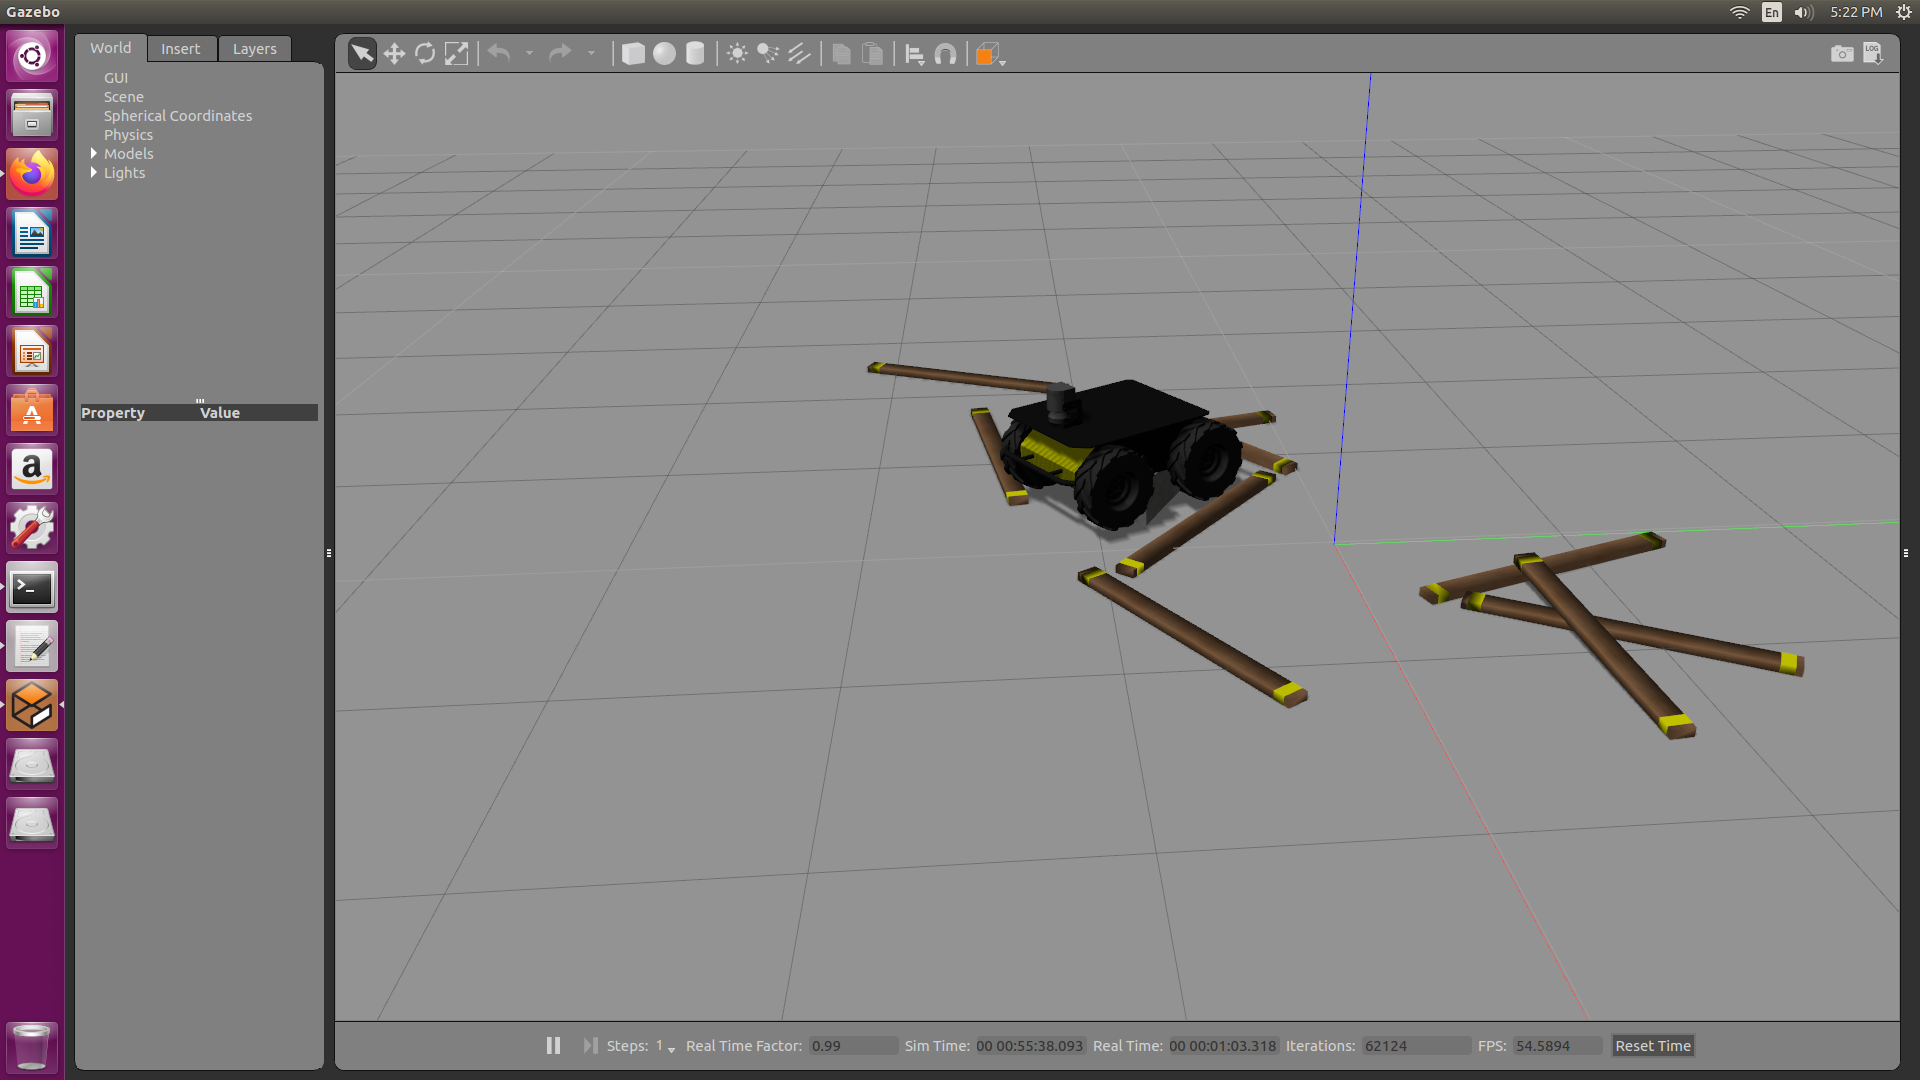 Gazebo
En
5:22 PM
World Insert Layers
LOG
GUI
Scene
Spherical Coordinates
Physics
Models
Lights
Property Value
Steps: 1 Real Time Factor: 0.99 Sim Time: 00 00:55:38.093 Real Time: 00 00:01:03.318 Iterations: 62124 FPS: 54.5894 Reset Time